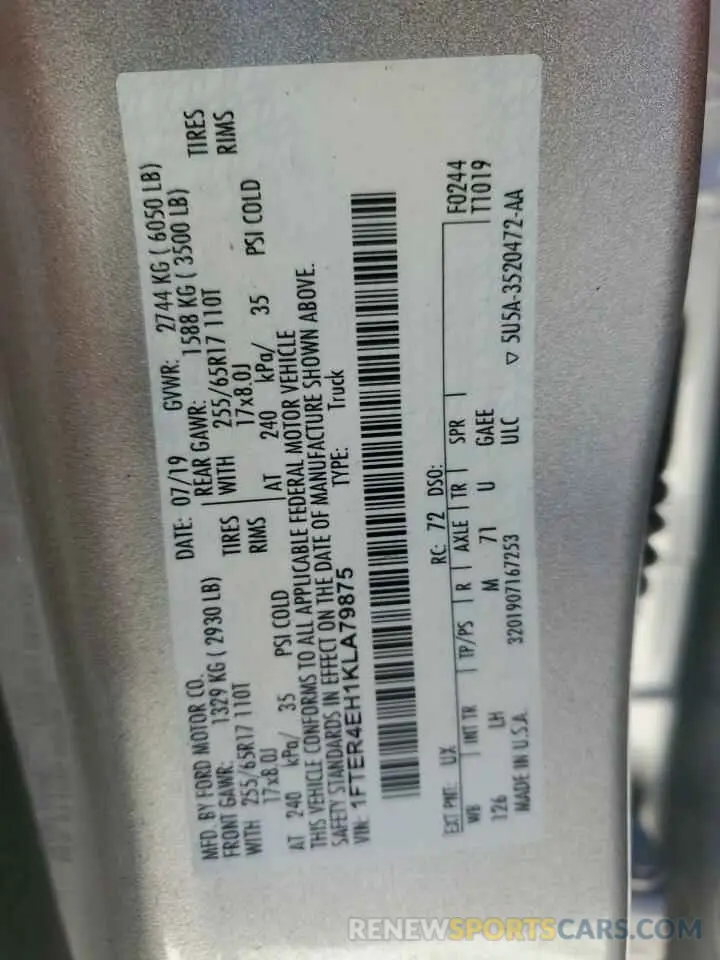 MFD. BY FORD MOTOR CO.
DATE: 07/19 GVWR: 2744 KG ( 6050 LB)
FRONT GAWR: 1329 KG ( 2930 LB) REAR GAWR: 1588 KG ( 3500 LB)
WITH 255/65R17 110T TIRES WITH 255/65R17 110T TIRES
17x8.0J RIMS 17x8.0J RIMS
AT 240 kPa/ 35 PSI COLD AT 240 kPa/ 35 PSI COLD
THIS VEHICLE CONFORMS TO ALL APPLICABLE FEDERAL MOTOR VEHICLE
SAFETY STANDARDS IN EFFECT ON THE DATE OF MANUFACTURE SHOWN ABOVE.
VIN: 1FTER4EH1KLA79875 TYPE: Truck
EXT PNT: UX RC: 72 DSO: F0244
WB INT TR TP/PS R AXLE TR SPR T1019
126 LH M 71 U GAEE
MADE IN U.S.A. 3201907167253 ULC ▽ 5U5A-3520472-AA
RENEWSPORTSCARS.COM